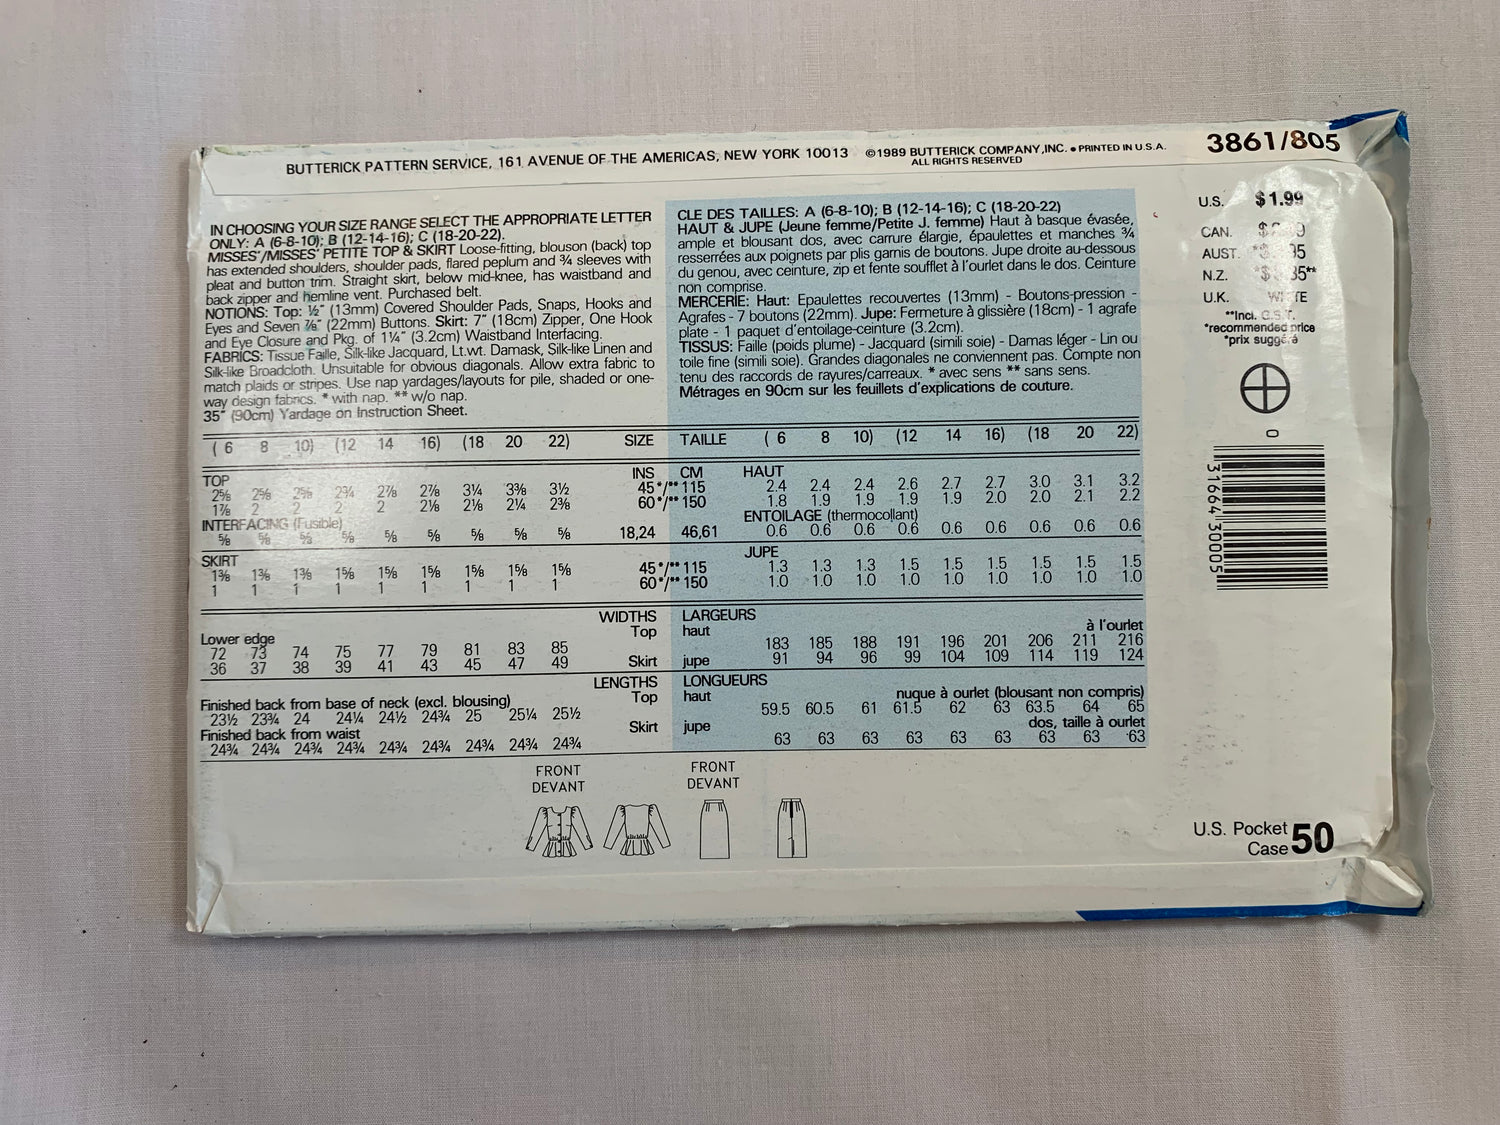 BUTTERICK PATTERN SERVICE, 161 AVENUE OF THE AMERICAS, NEW YORK 10013 ©1989 BUTTERICK COMPANY,INC. • PRINTED IN U.S.A.
ALL RIGHTS RESERVED
3861/805
IN CHOOSING YOUR SIZE RANGE SELECT THE APPROPRIATE LETTER
ONLY: A (6-8-10); B (12-14-16); C (18-20-22).
MISSES'/MISSES' PETITE TOP & SKIRT Loose-fitting, blouson (back) top
has extended shoulders, shoulder pads, flared peplum and ¾ sleeves with
pleat and button trim. Straight skirt, below mid-knee, has waistband and
back zipper and hemline vent. Purchased belt.
NOTIONS: Top: ½" (13mm) Covered Shoulder Pads, Snaps, Hooks and
Eyes and Seven ⅞" (22mm) Buttons. Skirt: 7" (18cm) Zipper, One Hook
and Eye Closure and Pkg. of 1¼" (3.2cm) Waistband Interfacing.
FABRICS: Tissue Faille, Silk-like Jacquard, Lt.wt. Damask, Silk-like Linen and
Silk-like Broadcloth. Unsuitable for obvious diagonals. Allow extra fabric to
match plaids or stripes. Use nap yardages/layouts for pile, shaded or one-
way design fabrics. * with nap. ** w/o nap.
35" (90cm) Yardage on Instruction Sheet.
CLE DES TAILLES: A (6-8-10); B (12-14-16); C (18-20-22)
HAUT & JUPE (Jeune femme/Petite J. femme) Haut à basque évasée,
ample et blousant dos, avec carrure élargie, épaulettes et manches ¾
resserrées aux poignets par plis garnis de boutons. Jupe droite au-dessous
du genou, avec ceinture, zip et fente soufflet à l'ourlet dans le dos. Ceinture
non comprise.
MERCERIE: Haut: Epaulettes recouvertes (13mm) - Boutons-pression -
Agrafes - 7 boutons (22mm). Jupe: Fermeture à glissière (18cm) - 1 agrafe
plate - 1 paquet d'entoilage-ceinture (3.2cm).
TISSUS: Faille (poids plume) - Jacquard (simili soie) - Damas léger - Lin ou
toile fine (simili soie). Grandes diagonales ne conviennent pas. Compte non
tenu des raccords de rayures/carreaux. * avec sens ** sans sens.
Métrages en 90cm sur les feuillets d'explications de couture.
U.S. $1.99
CAN.
AUST.
N.Z.
U.K.
**Incl. G.S.T.
*recommended price
*prix suggéré
0
3 16641 30005
(6 8 10) (12 14 16) (18 20 22) SIZE TAILLE (6 8 10) (12 14 16) (18 20 22)
TOP INS CM HAUT
2⅝ 2⅝ 2⅝ 2¾ 2⅞ 2⅞ 3¼ 3⅜ 3½ 45*/** 115 2.4 2.4 2.4 2.6 2.7 2.7 3.0 3.1 3.2
1⅞ 2 2 2 2 2⅛ 2⅛ 2¼ 2⅜ 60*/** 150 1.8 1.9 1.9 1.9 1.9 2.0 2.0 2.1 2.2
INTERFACING (Fusible) ENTOILAGE (thermocollant)
⅝ ⅝ ⅝ ⅝ ⅝ ⅝ ⅝ ⅝ ⅝ 18,24 46,61 0.6 0.6 0.6 0.6 0.6 0.6 0.6 0.6 0.6
SKIRT JUPE
1⅜ 1⅜ 1⅜ 1⅝ 1⅝ 1⅝ 1⅝ 1⅝ 1⅝ 45*/** 115 1.3 1.3 1.3 1.5 1.5 1.5 1.5 1.5 1.5
1 1 1 1 1 1 1 1 1 60*/** 150 1.0 1.0 1.0 1.0 1.0 1.0 1.0 1.0 1.0
WIDTHS LARGEURS
Lower edge Top haut à l'ourlet
72 73 74 75 77 79 81 83 85 183 185 188 191 196 201 206 211 216
36 37 38 39 41 43 45 47 49 Skirt jupe 91 94 96 99 104 109 114 119 124
LENGTHS LONGUEURS
Finished back from base of neck (excl. blousing) Top haut nuque à ourlet (blousant non compris)
23½ 23¾ 24 24¼ 24½ 24¾ 25 25¼ 25½ 59.5 60.5 61 61.5 62 63 63.5 64 65
Finished back from waist Skirt jupe dos, taille à ourlet
24¾ 24¾ 24¾ 24¾ 24¾ 24¾ 24¾ 24¾ 24¾ 63 63 63 63 63 63 63 63 63
FRONT
DEVANT
FRONT
DEVANT
U.S. Pocket
Case 50